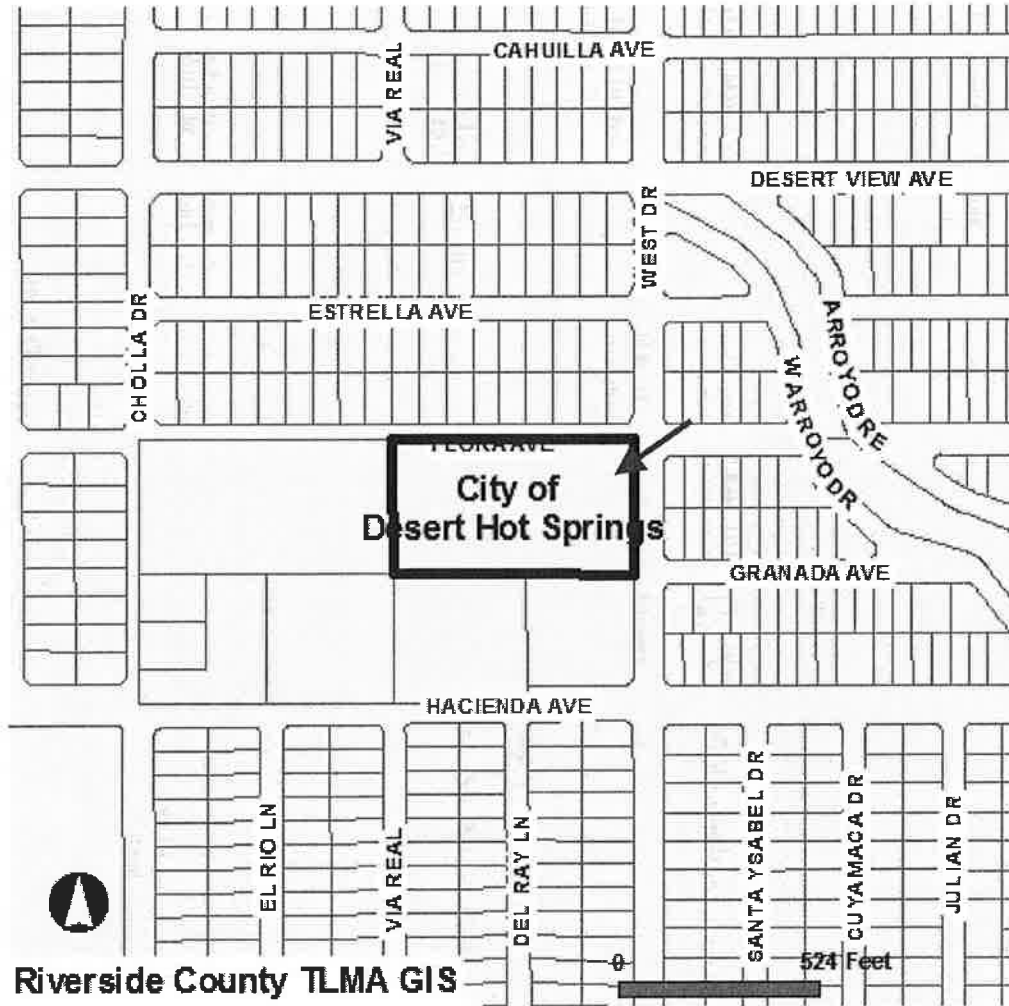 CAHUILLA AVE
VIA REAL
DESERT VIEW AVE
WEST DR
ESTRELLA AVE
CHOLLA DR
ARROYO DR E
W ARROYO DR
FLORA AVE
City of
Desert Hot Springs
GRANADA AVE
HACIENDA AVE
EL RIO LN
VIA REAL
DEL RAY LN
SANTA YSABEL DR
CUYAMACA DR
JULIAN DR
0 524 Feet
Riverside County TLMA GIS